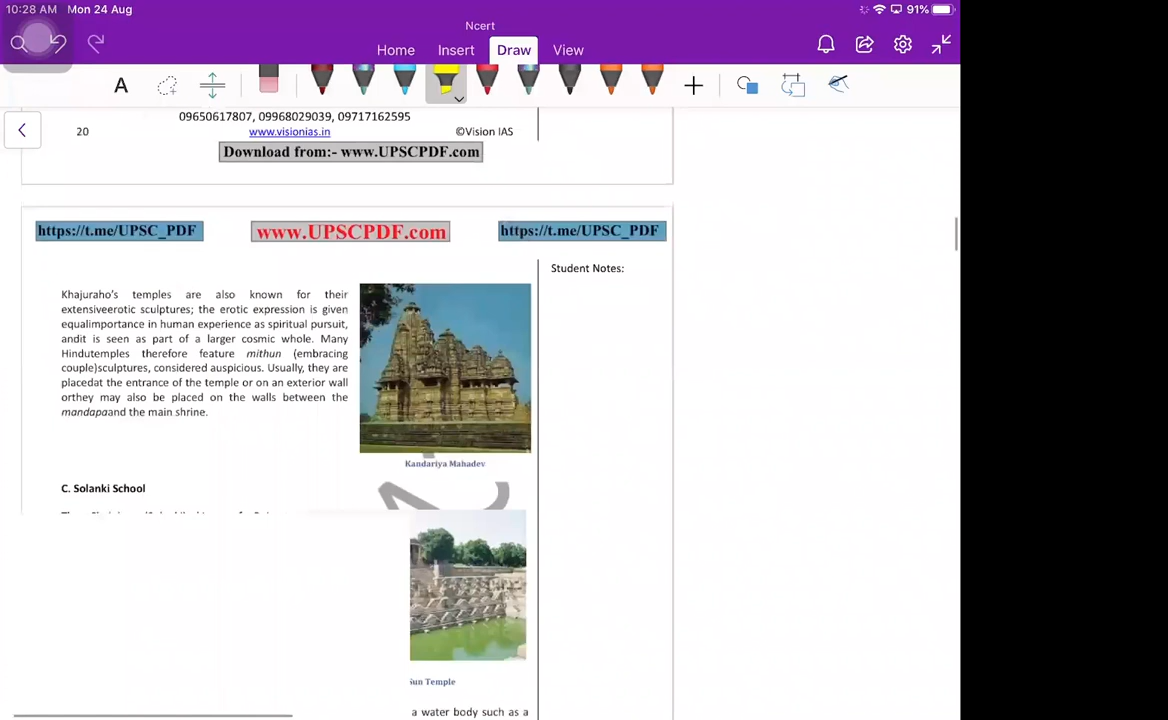 10:28 AM Mon 24 Aug
91%
Ncert
Home Insert Draw View
A
09650617807, 09968029039, 09717162595
20 www.visionias.in ©Vision IAS
Download from:- www.UPSCPDF.com
https://t.me/UPSC_PDF www.UPSCPDF.com https://t.me/UPSC_PDF
Student Notes:
Khajuraho's temples are also known for their
extensiveerotic sculptures; the erotic expression is given
equalimportance in human experience as spiritual pursuit,
andit is seen as part of a larger cosmic whole. Many
Hindutemples therefore feature mithun (embracing
couple)sculptures, considered auspicious. Usually, they are
placedat the entrance of the temple or on an exterior wall
orthey may also be placed on the walls between the
mandapaand the main shrine.
Kandariya Mahadev
C. Solanki School
Sun Temple
a water body such as a